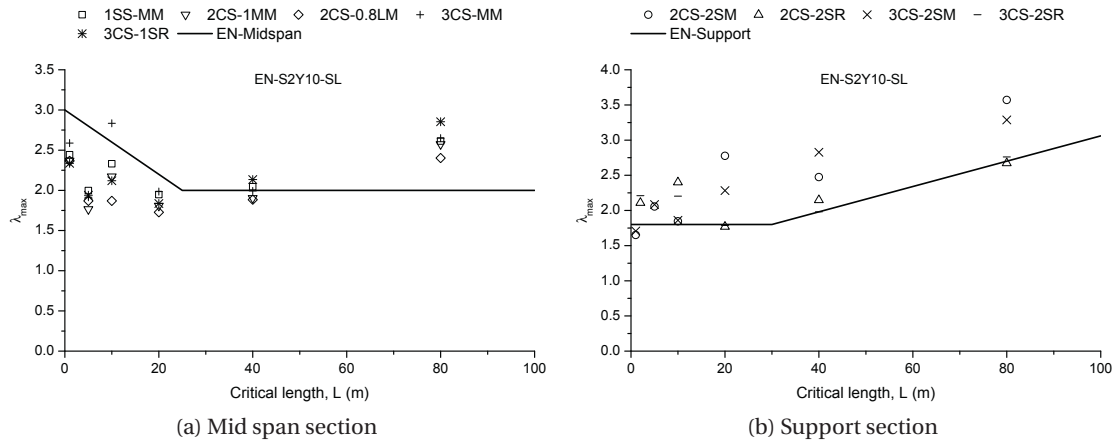 1SS-MM 2CS-1MM 2CS-0.8LM 3CS-MM
3CS-1SR EN-Midspan
EN-S2Y10-SL
3.5
3.0
2.5
2.0
1.5
1.0
0.5
0.0
λmax
0 20 40 60 80 100
Critical length, L (m)
(a) Mid span section
2CS-2SM 2CS-2SR 3CS-2SM 3CS-2SR
EN-Support
EN-S2Y10-SL
4.0
3.5
3.0
2.5
2.0
1.5
1.0
0.5
0.0
λmax
0 20 40 60 80 100
Critical length, L (m)
(b) Support section